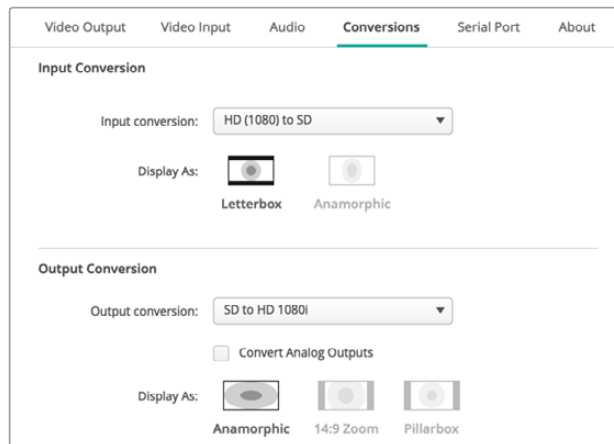 Video Output Video Input Audio Conversions Serial Port About
Input Conversion
Input conversion: HD (1080) to SD
Display As:
Letterbox Anamorphic
Output Conversion
Output conversion: SD to HD 1080i
Convert Analog Outputs
Display As:
Anamorphic 14:9 Zoom Pillarbox